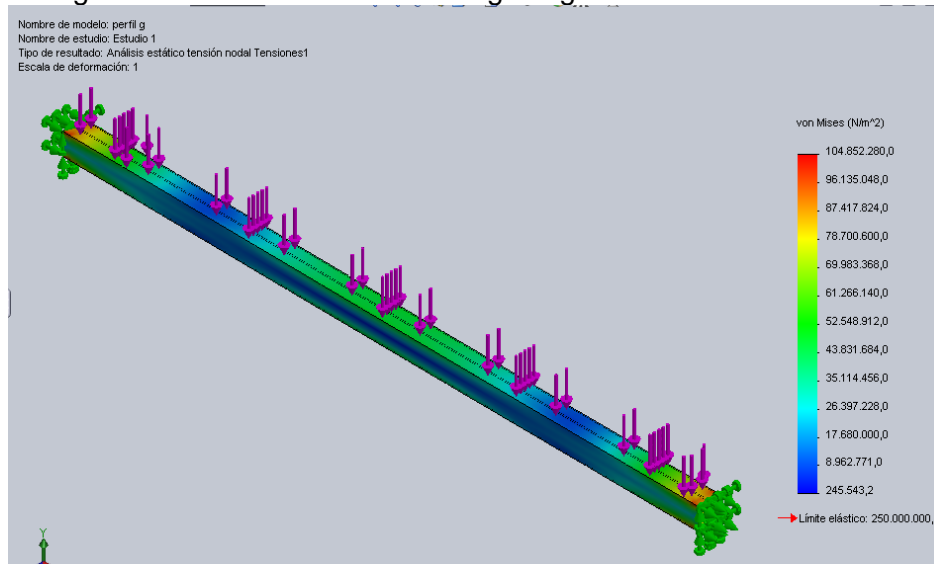 Nombre de modelo: perfil g
Nombre de estudio: Estudio 1
Tipo de resultado: Análisis estático tensión nodal Tensiones1
Escala de deformación: 1
von Mises (N/m^2)
104.852.280,0
96.135.048,0
87.417.824,0
78.700.600,0
69.983.368,0
61.266.140,0
52.548.912,0
43.831.684,0
35.114.456,0
26.397.228,0
17.680.000,0
8.962.771,0
245.543,2
Límite elástico: 250.000.000,
Y